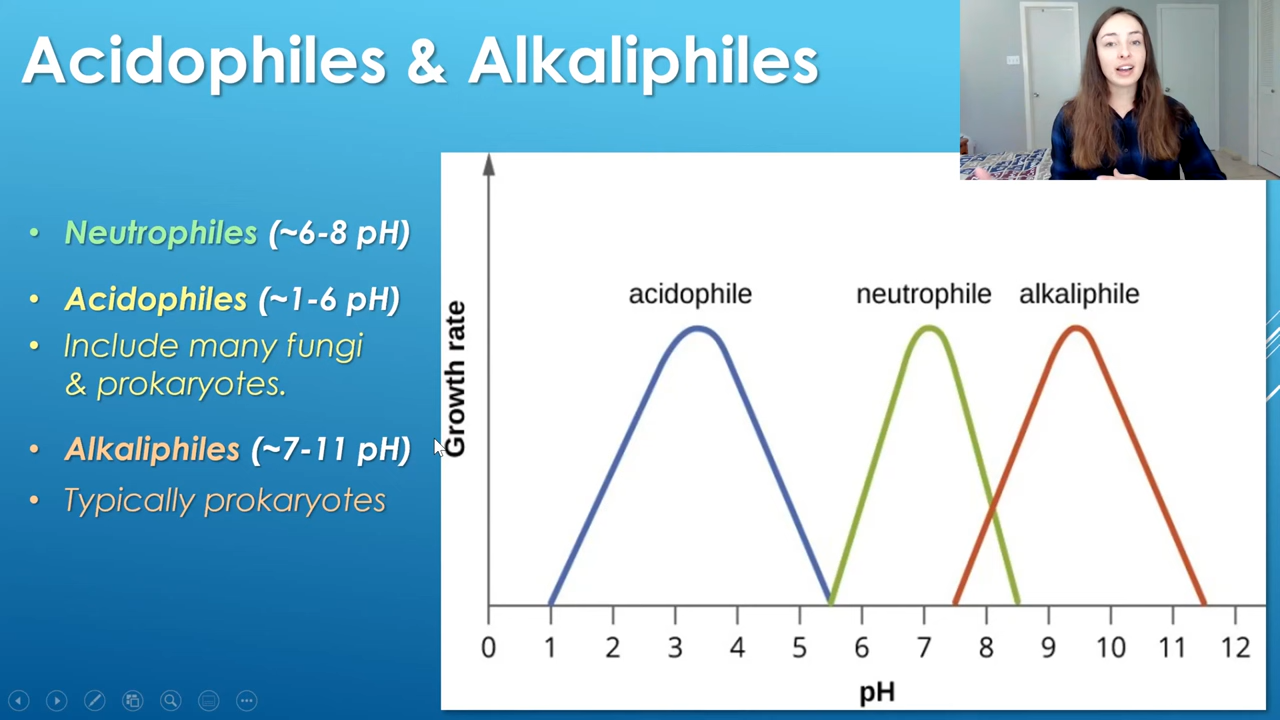 Acidophiles & Alkaliphiles
• Neutrophiles (~6-8 pH)
• Acidophiles (~1-6 pH)
• Include many fungi
& prokaryotes.
• Alkaliphiles (~7-11 pH)
• Typically prokaryotes
Growth rate
acidophile neutrophile alkaliphile
0 1 2 3 4 5 6 7 8 9 10 11 12
pH